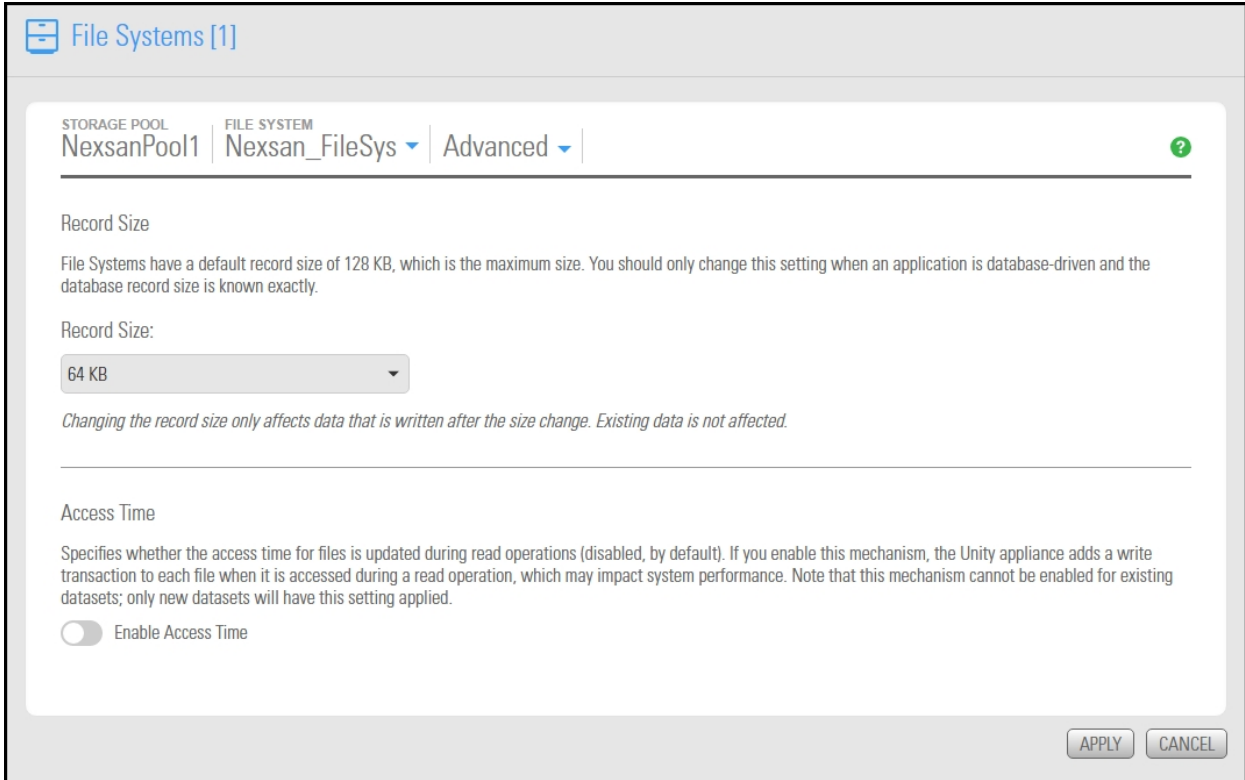 File Systems [1]
STORAGE POOL
NexsanPool1
FILE SYSTEM
Nexsan_FileSys
Advanced
?
Record Size
File Systems have a default record size of 128 KB, which is the maximum size. You should only change this setting when an application is database-driven and the
database record size is known exactly.
Record Size:
64 KB
Changing the record size only affects data that is written after the size change. Existing data is not affected.
Access Time
Specifies whether the access time for files is updated during read operations (disabled, by default). If you enable this mechanism, the Unity appliance adds a write
transaction to each file when it is accessed during a read operation, which may impact system performance. Note that this mechanism cannot be enabled for existing
datasets; only new datasets will have this setting applied.
Enable Access Time
APPLY
CANCEL